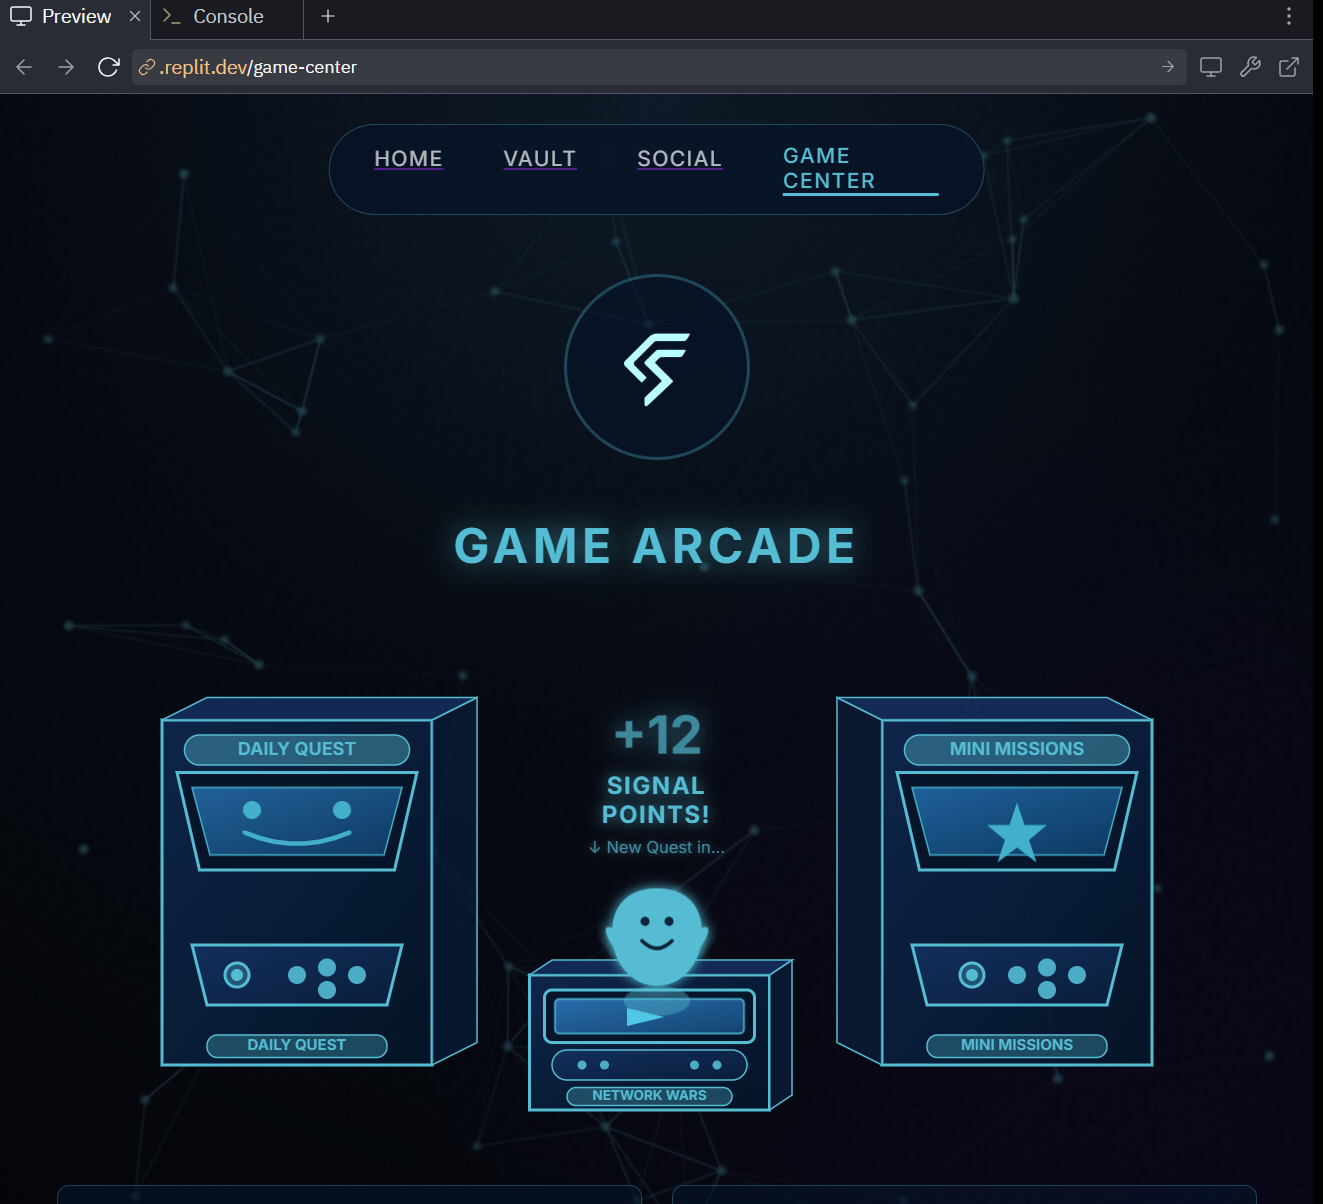 Preview
Console
.replit.dev/game-center
HOME
VAULT
SOCIAL
GAME
CENTER
GAME ARCADE
DAILY QUEST
+12
SIGNAL
POINTS!
↓ New Quest in...
MINI MISSIONS
DAILY QUEST
NETWORK WARS
MINI MISSIONS